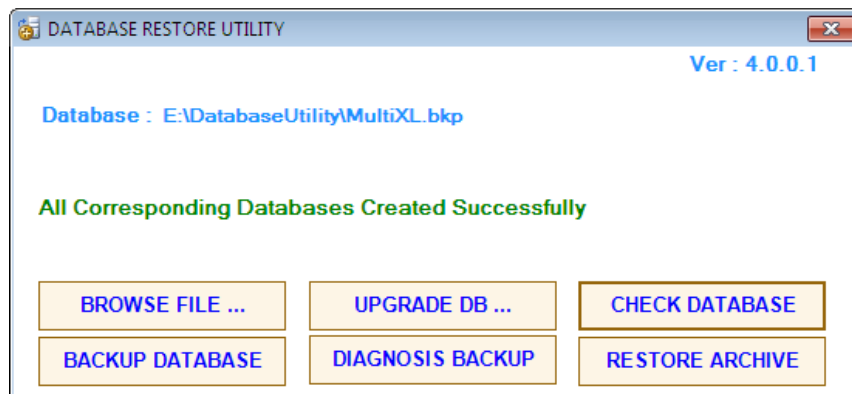 DATABASE RESTORE UTILITY
Ver : 4.0.0.1
Database : E:\DatabaseUtility\MultiXL.bkp
All Corresponding Databases Created Successfully
BROWSE FILE ... UPGRADE DB ... CHECK DATABASE
BACKUP DATABASE DIAGNOSIS BACKUP RESTORE ARCHIVE